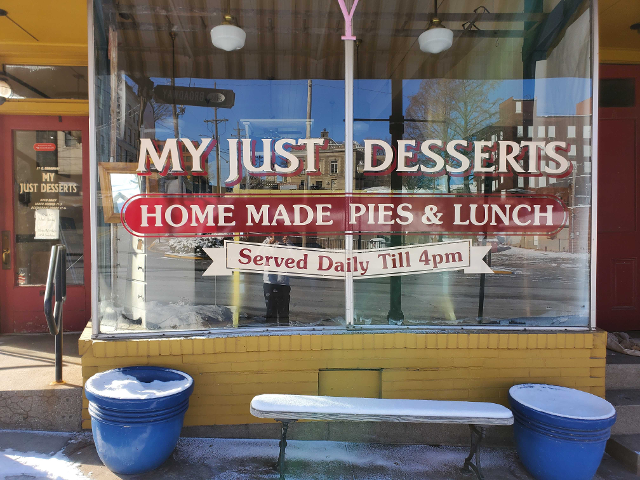 MY JUST DESSERTS
HOME MADE PIES & LUNCH
Served Daily Till 4pm
MY
JUST DESSERTS